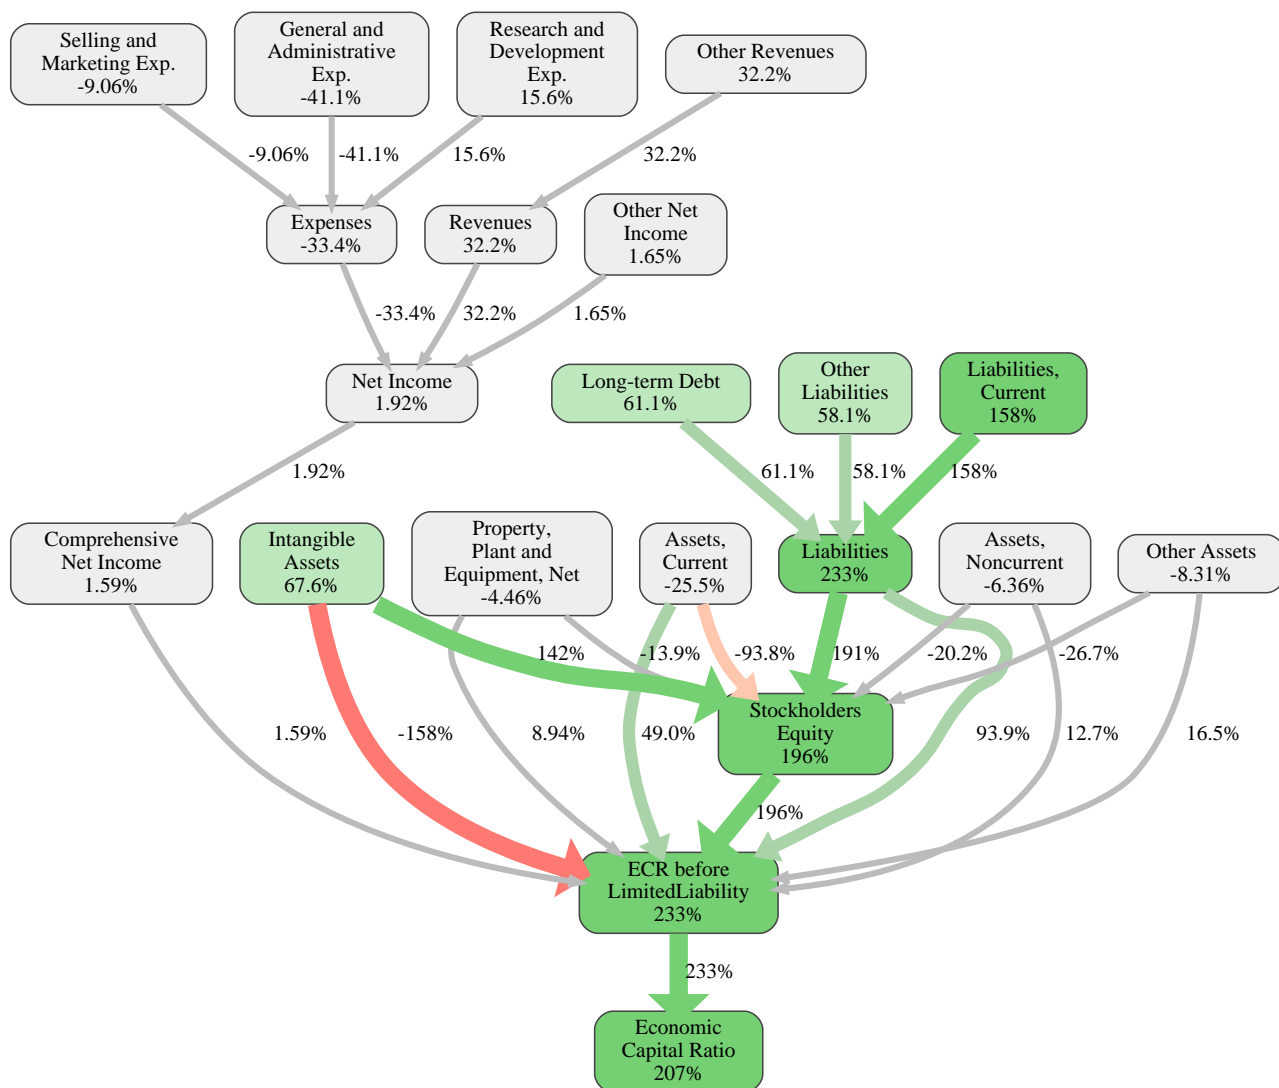 Selling and
Marketing Exp.
-9.06%
General and
Administrative
Exp.
-41.1%
Research and
Development
Exp.
15.6%
Other Revenues
32.2%
-9.06%
-41.1%
15.6%
32.2%
Expenses
-33.4%
Revenues
32.2%
Other Net
Income
1.65%
-33.4%
32.2%
1.65%
Net Income
1.92%
Long-term Debt
61.1%
Other
Liabilities
58.1%
Liabilities,
Current
158%
1.92%
61.1%
58.1%
158%
Comprehensive
Net Income
1.59%
Intangible
Assets
67.6%
Property,
Plant and
Equipment, Net
-4.46%
Assets,
Current
-25.5%
Liabilities
233%
Assets,
Noncurrent
-6.36%
Other Assets
-8.31%
142%
-13.9%
-93.8%
191%
-20.2%
-26.7%
Stockholders
Equity
196%
1.59%
-158%
8.94%
49.0%
93.9%
12.7%
16.5%
196%
ECR before
LimitedLiability
233%
233%
Economic
Capital Ratio
207%